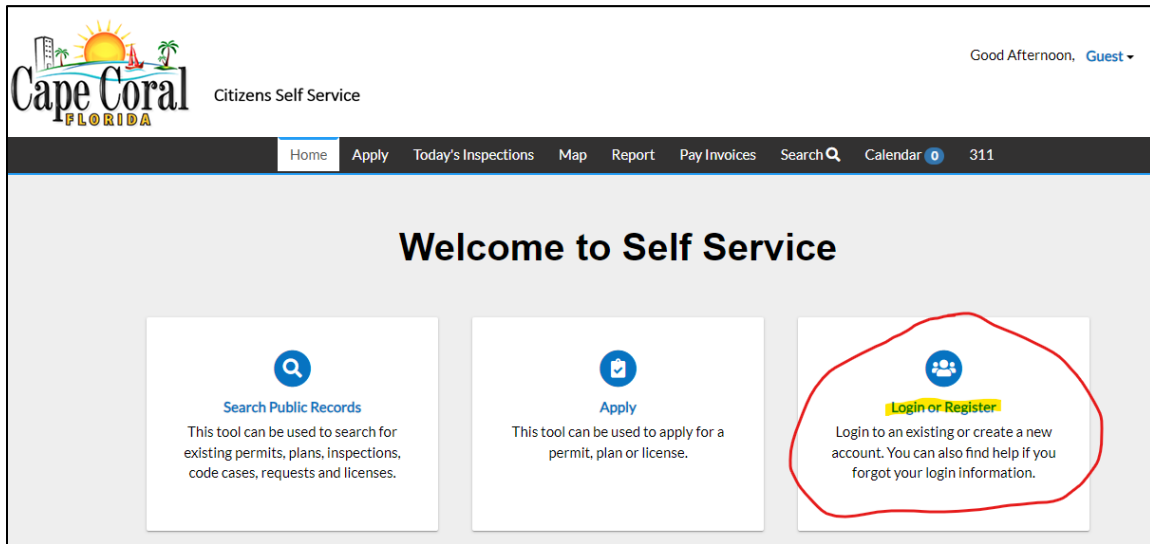 Cape Coral
FLORIDA
Citizens Self Service
Good Afternoon, Guest
Home Apply Today's Inspections Map Report Pay Invoices Search Calendar 0 311
Welcome to Self Service
Search Public Records
This tool can be used to search for
existing permits, plans, inspections,
code cases, requests and licenses.
Apply
This tool can be used to apply for a
permit, plan or license.
Login or Register
Login to an existing or create a new
account. You can also find help if you
forgot your login information.